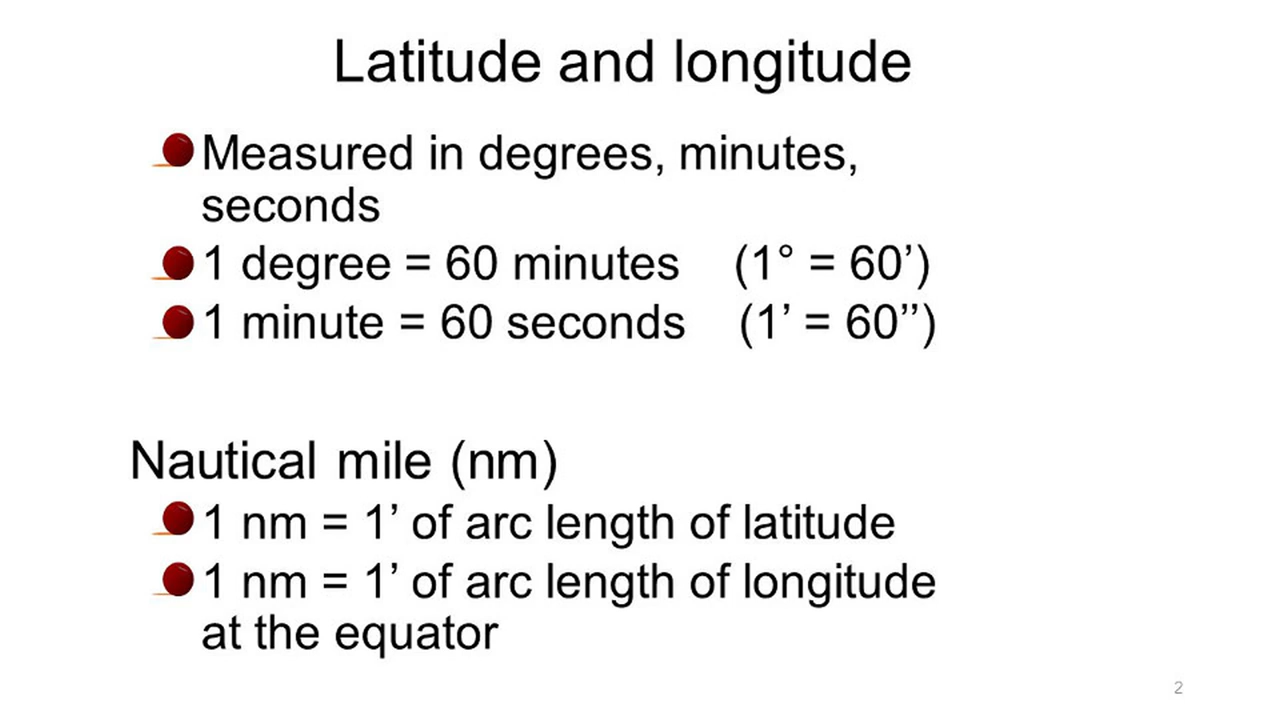 Latitude and longitude
Measured in degrees, minutes,
seconds
1 degree = 60 minutes (1° = 60’)
1 minute = 60 seconds (1’ = 60’’)
Nautical mile (nm)
1 nm = 1’ of arc length of latitude
1 nm = 1’ of arc length of longitude
at the equator
2